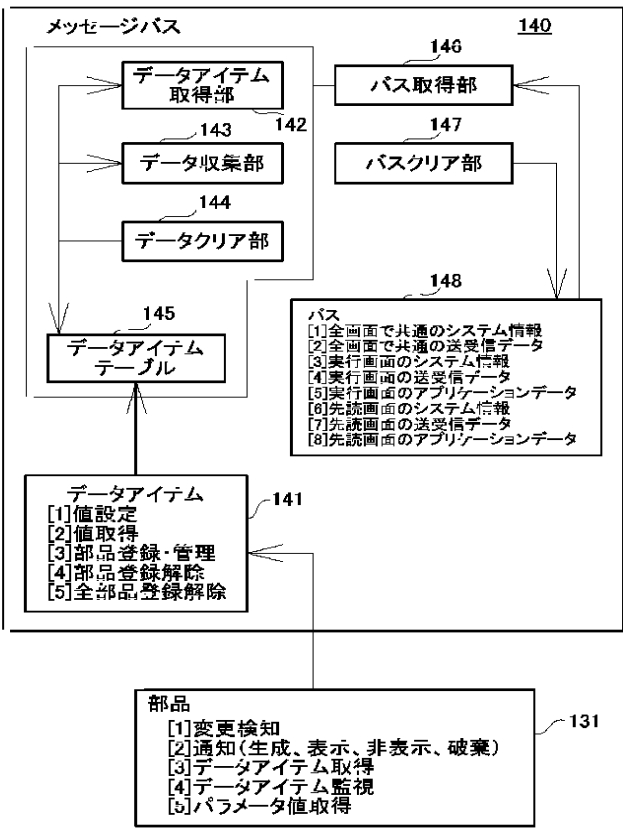 メッセージバス
140
データアイテム
取得部
142
146
バス取得部
143
データ収集部
147
バスクリア部
144
データクリア部
148
バス
[1]全画面で共通のシステム情報
[2]全画面で共通の送受信データ
[3]実行画面のシステム情報
[4]実行画面の送受信データ
[5]実行画面のアプリケーションデータ
[6]先読画面のシステム情報
[7]先読画面の送受信データ
[8]先読画面のアプリケーションデータ
145
データアイテム
テーブル
データアイテム
[1]値設定
[2]値取得
[3]部品登録・管理
[4]部品登録解除
[5]全部品登録解除
141
部品
[1]変更検知
[2]通知(生成、表示、非表示、破棄)
[3]データアイテム取得
[4]データアイテム監視
[5]パラメータ値取得
131